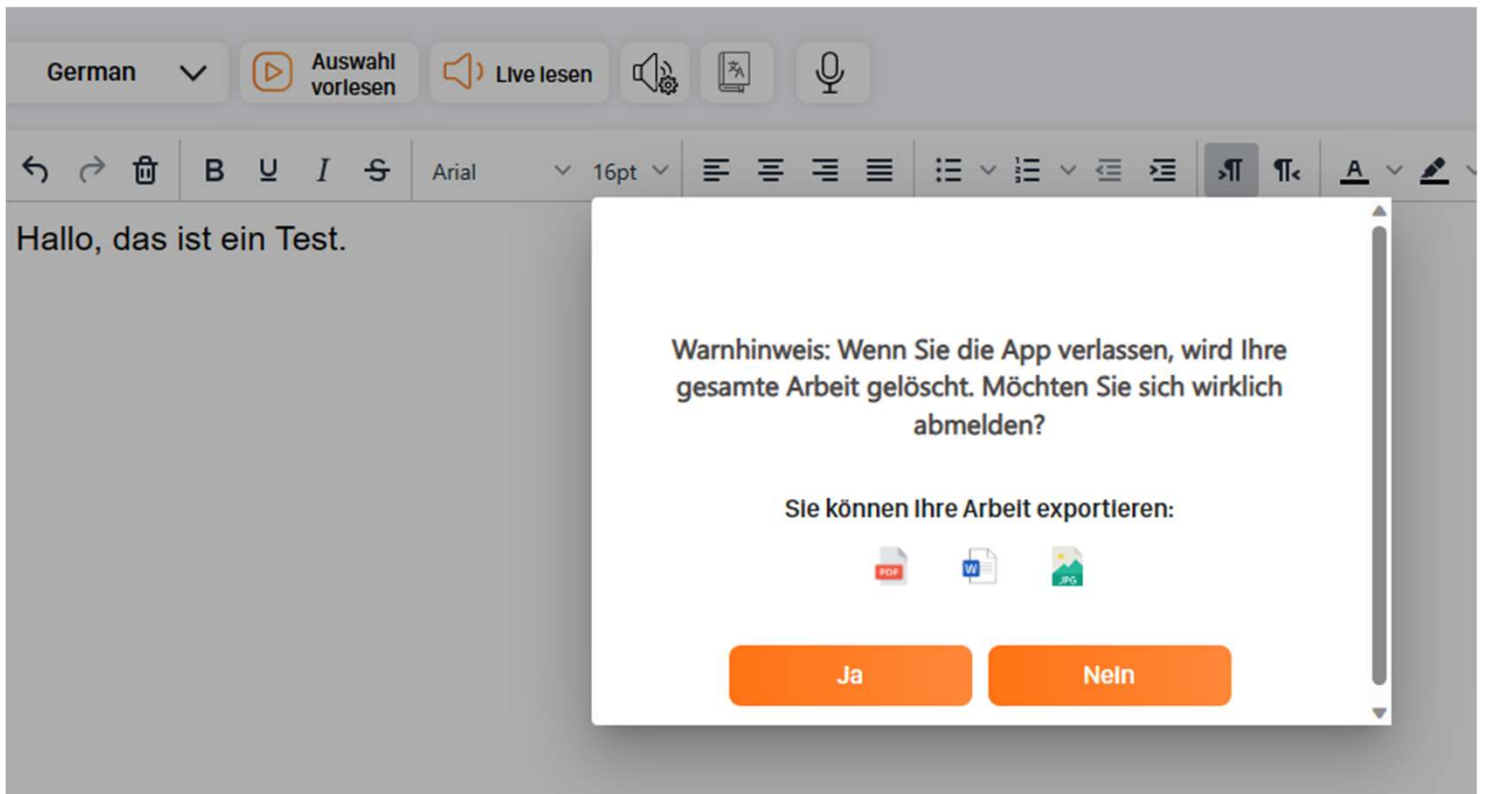 German
Auswahl
vorlesen
Live lesen
B U I S Arial 16pt A
Hallo, das ist ein Test.
Warnhinweis: Wenn Sie die App verlassen, wird Ihre
gesamte Arbeit gelöscht. Möchten Sie sich wirklich
abmelden?
Sie können Ihre Arbeit exportieren:
PDF W JPG
Ja Nein